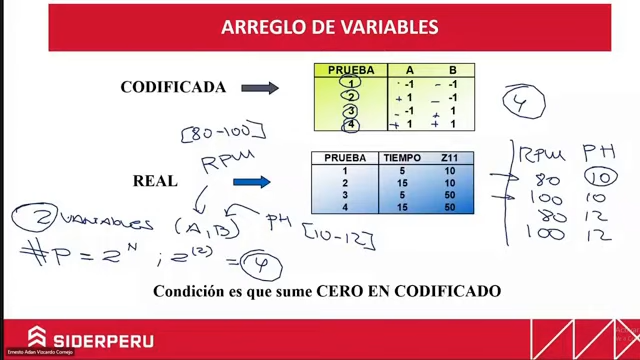 ARREGLO DE VARIABLES
CODIFICADA
PRUEBA A B
1 -1 -1
2 + 1 - -1
3 - -1 + 1
4 + 1 + 1
4
[80-100]
RPM
REAL
PRUEBA TIEMPO Z11
1 5 10
2 15 10
3 5 50
4 15 50
RPM PH
80 10
100 10
80 12
100 12
2 VARIABLES (A,B) PH [10-12]
#P = 2^N ; 2^(2) = 4
Condición es que sume CERO EN CODIFICADO
SIDERPERU
Ernesto Adan Vizcardo Cornejo